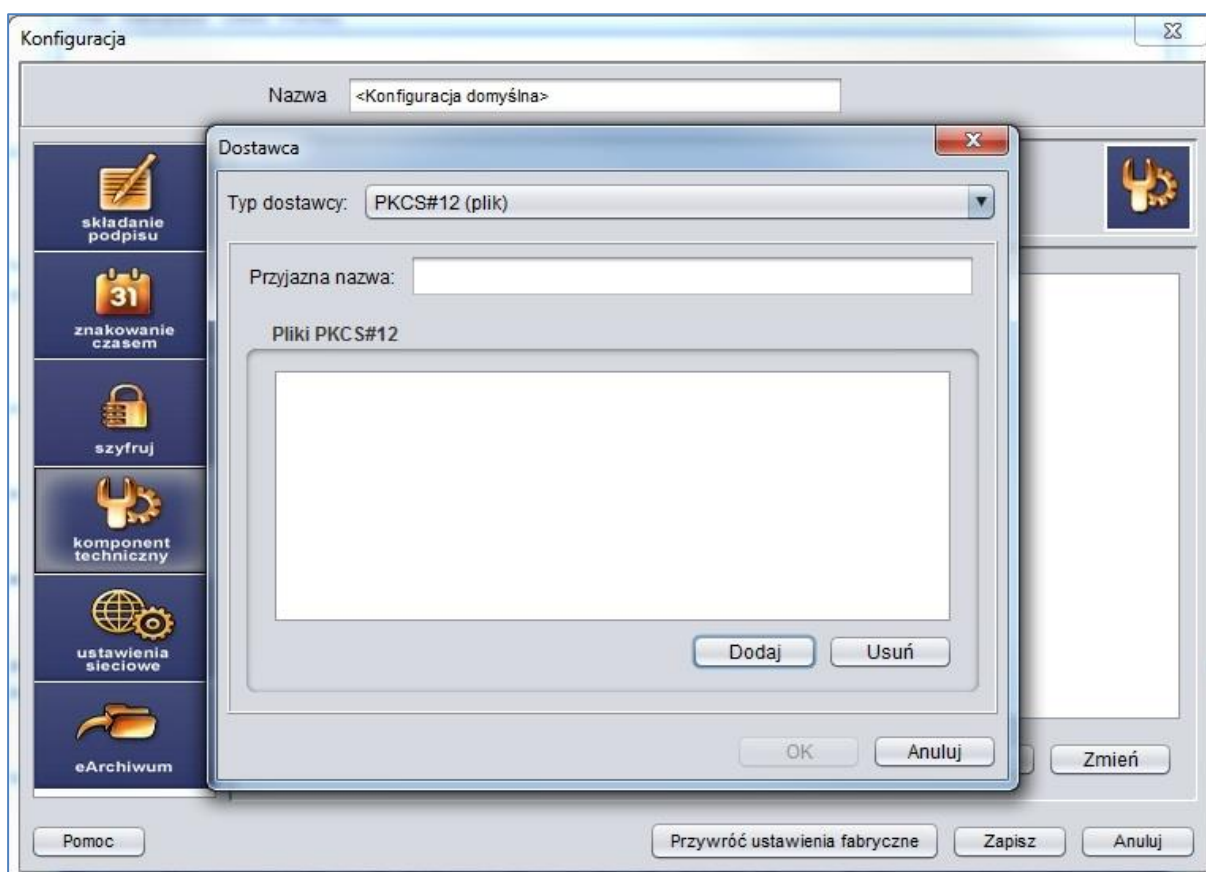 Konfiguracja
Nazwa
<Konfiguracja domyślna>
Dostawca
Typ dostawcy:
PKCS#12 (plik)
Przyjazna nazwa:
Pliki PKCS#12
Dodaj
Usuń
OK
Anuluj
składanie
podpisu
31
znakowanie
czasem
szyfruj
komponent
techniczny
ustawienia
sieciowe
eArchiwum
Zmień
Pomoc
Przywróć ustawienia fabryczne
Zapisz
Anuluj